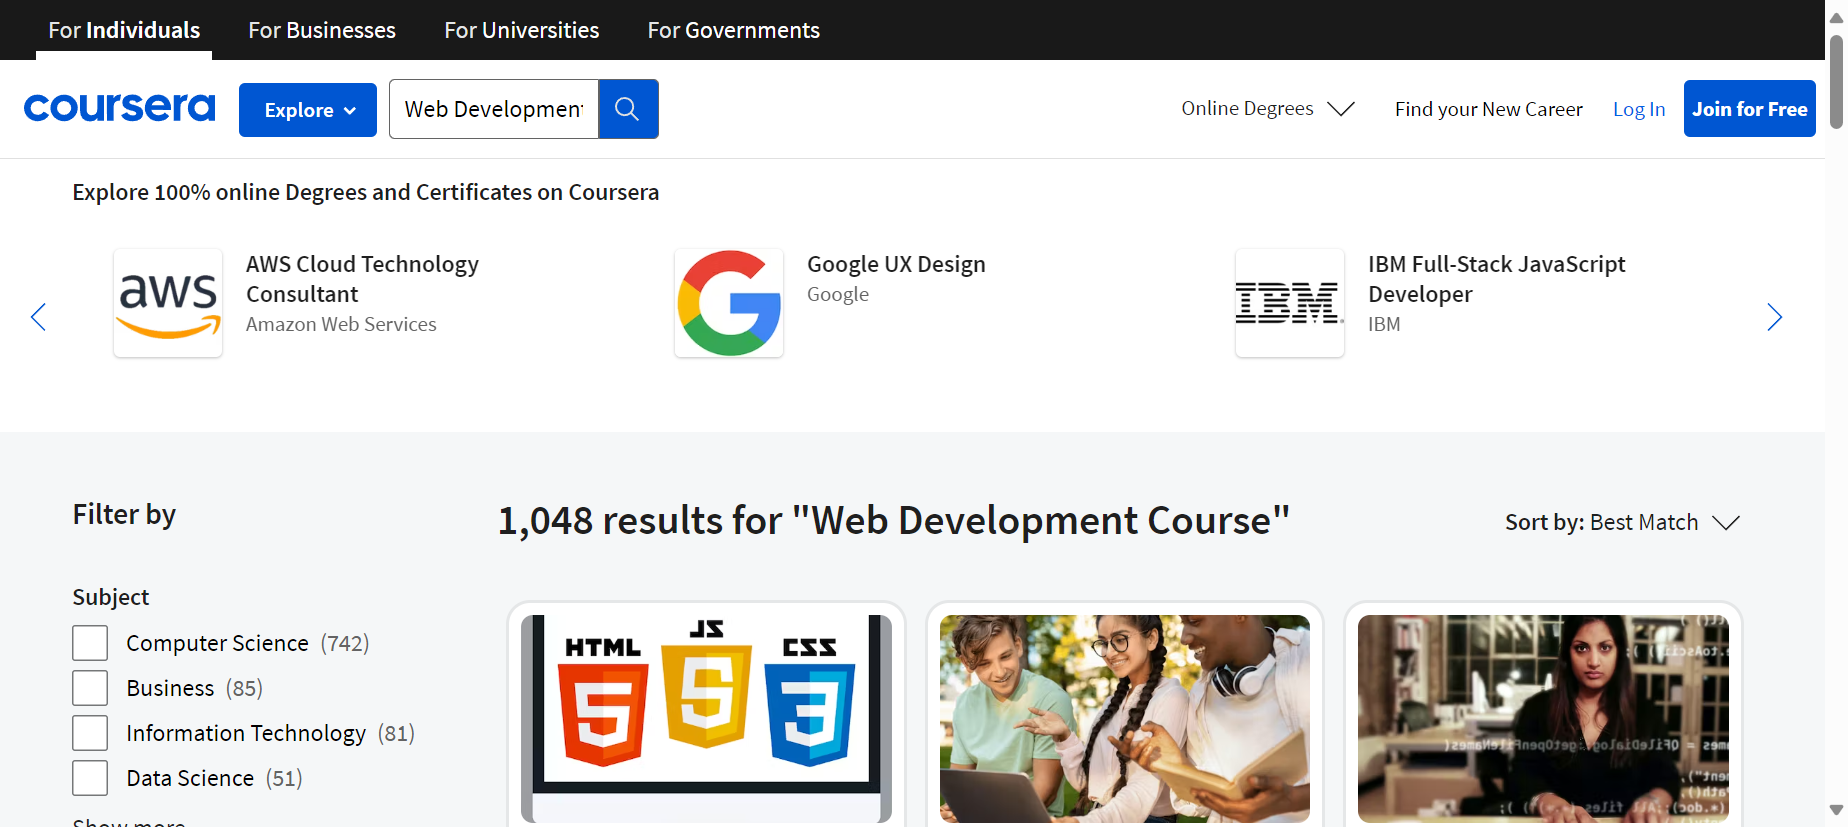 For Individuals
For Businesses
For Universities
For Governments
coursera
Explore
Web Development
Online Degrees
Find your New Career
Log In
Join for Free
Explore 100% online Degrees and Certificates on Coursera
aws
AWS Cloud Technology
Consultant
Amazon Web Services
Google UX Design
Google
IBM
IBM Full-Stack JavaScript
Developer
IBM
Filter by
1,048 results for "Web Development Course"
Sort by: Best Match
Subject
Computer Science (742)
Business (85)
Information Technology (81)
Data Science (51)
Show more
HTML
JS
CSS
5
5
3